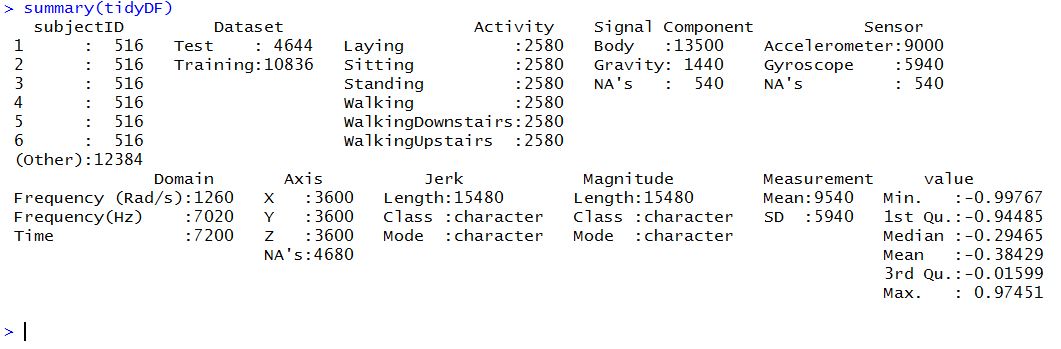 > summary(tidyDF)
   subjectID         Dataset                  Activity    Signal Component          Sensor
 1      :  516   Test    : 4644   Laying           :2580   Body   :13500   Accelerometer:9000
 2      :  516   Training:10836   Sitting          :2580   Gravity: 1440   Gyroscope    :5940
 3      :  516                    Standing         :2580   NA's   :  540   NA's         : 540
 4      :  516                    Walking          :2580
 5      :  516                    WalkingDownstairs:2580
 6      :  516                    WalkingUpstairs  :2580
 (Other):12384
               Domain       Axis          Jerk            Magnitude         Measurement      value
 Frequency (Rad/s):1260   X   :3600   Length:15480       Length:15480       Mean:9540   Min.   :-0.99767
 Frequency(Hz)    :7020   Y   :3600   Class :character   Class :character   SD  :5940   1st Qu.:-0.94485
 Time             :7200   Z   :3600   Mode  :character   Mode  :character               Median :-0.29465
                          NA's:4680                                                     Mean   :-0.38429
                                                                                        3rd Qu.:-0.01599
                                                                                        Max.   : 0.97451
>